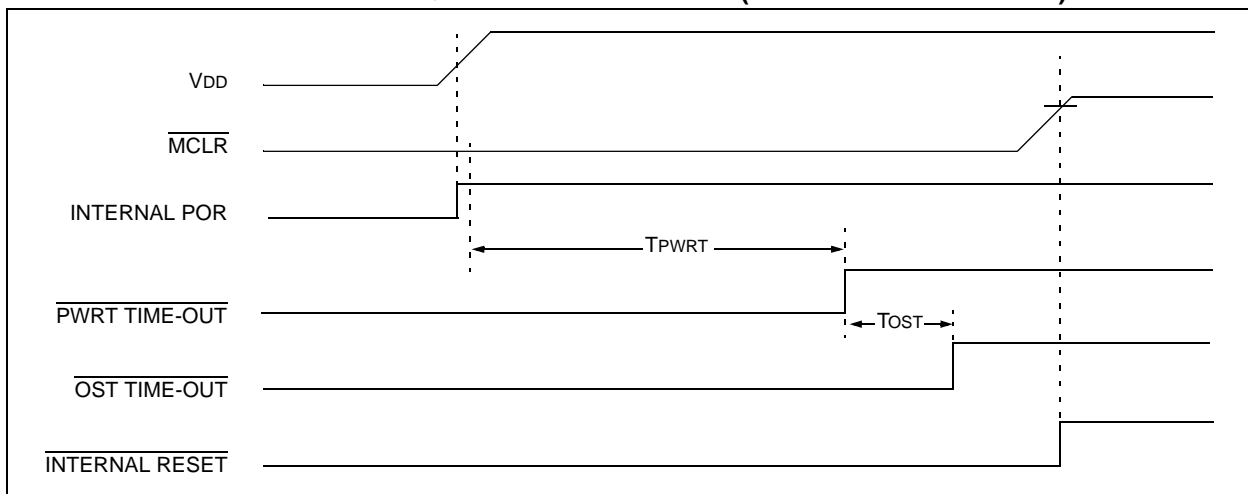 VDD
MCLR
INTERNAL POR
TPWRT
PWRT TIME-OUT
TOST
OST TIME-OUT
INTERNAL RESET